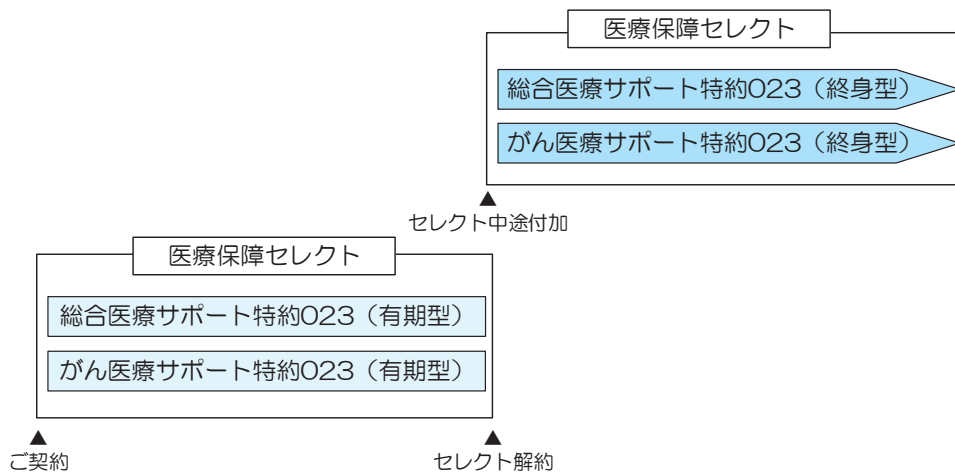 医療保障セレクト
総合医療サポート特約023（終身型）
がん医療サポート特約023（終身型）
セレクト中途付加
医療保障セレクト
総合医療サポート特約023（有期型）
がん医療サポート特約023（有期型）
ご契約
セレクト解約